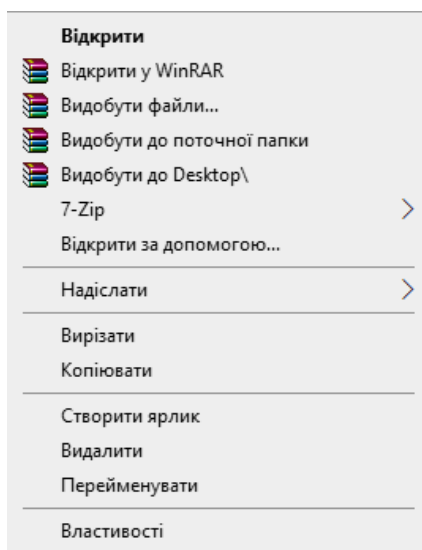 Відкрити
Відкрити у WinRAR
Видобути файли...
Видобути до поточної папки
Видобути до Desktop\
7-Zip
Відкрити за допомогою...
Надіслати
Вирізати
Копіювати
Створити ярлик
Видалити
Перейменувати
Властивості